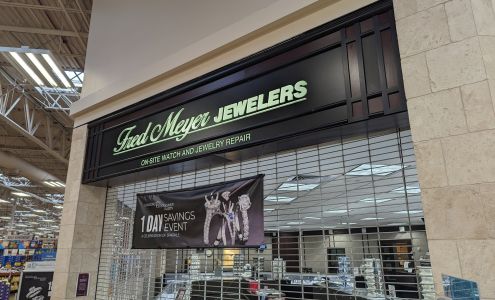 Fred Meyer JEWELERS
ON-SITE WATCH AND JEWELRY REPAIR
1 DAY SAVINGS
EVENT